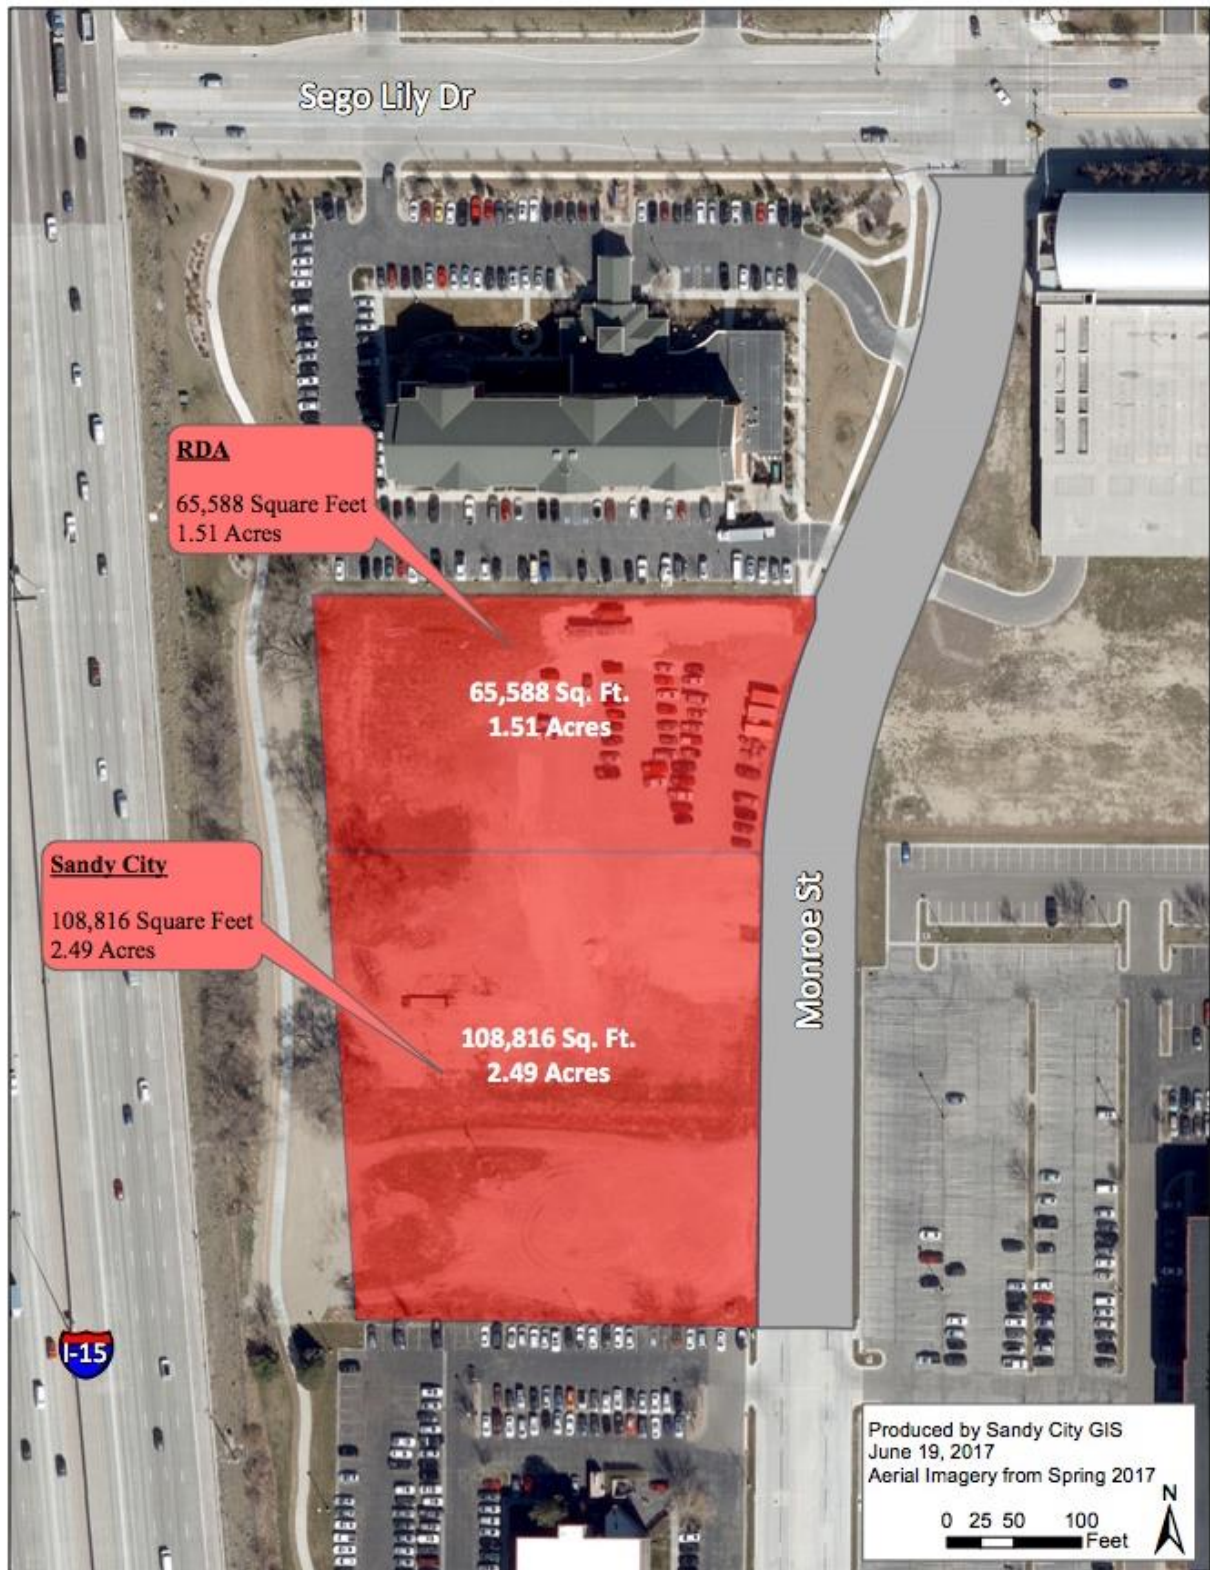 Sego Lily Dr
RDA
65,588 Square Feet
1.51 Acres
65,588 Sq. Ft.
1.51 Acres
Sandy City
108,816 Square Feet
2.49 Acres
Monroe St
108,816 Sq. Ft.
2.49 Acres
I-15
Produced by Sandy City GIS
June 19, 2017
Aerial Imagery from Spring 2017
N
0 25 50 100
Feet